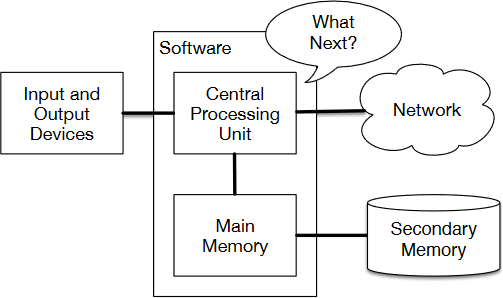 What
Next?
Software
Input and
Output
Devices
Central
Processing
Unit
Network
Main
Memory
Secondary
Memory